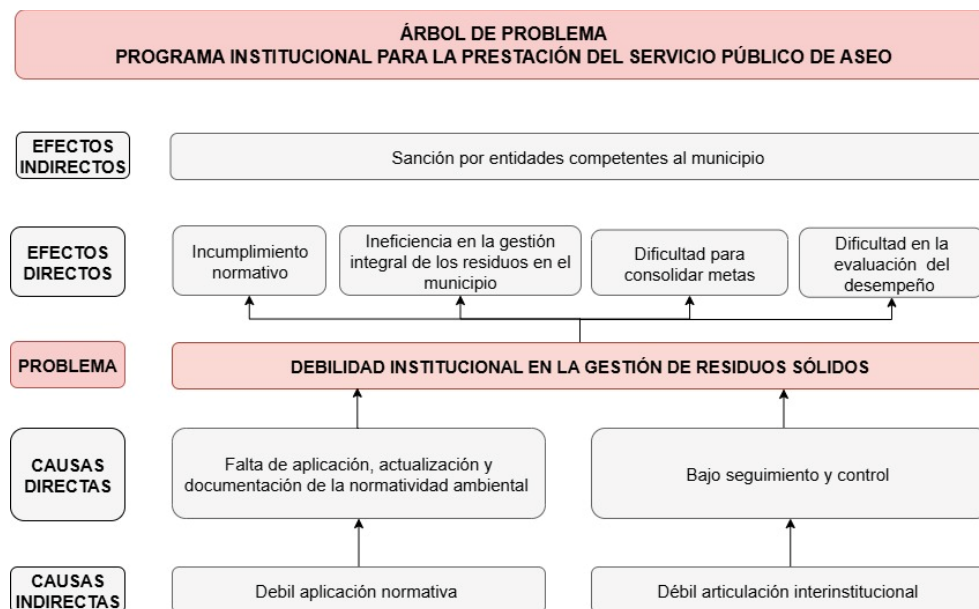 ÁRBOL DE PROBLEMA
PROGRAMA INSTITUCIONAL PARA LA PRESTACIÓN DEL SERVICIO PÚBLICO DE ASEO
EFECTOS
INDIRECTOS
Sanción por entidades competentes al municipio
EFECTOS
DIRECTOS
Incumplimiento
normativo
Ineficiencia en la gestión
integral de los residuos en el
municipio
Dificultad para
consolidar metas
Dificultad en la
evaluación del
desempeño
PROBLEMA
DEBILIDAD INSTITUCIONAL EN LA GESTIÓN DE RESIDUOS SÓLIDOS
CAUSAS
DIRECTAS
Falta de aplicación, actualización y
documentación de la normatividad ambiental
Bajo seguimiento y control
CAUSAS
INDIRECTAS
Debil aplicación normativa
Débil articulación interinstitucional